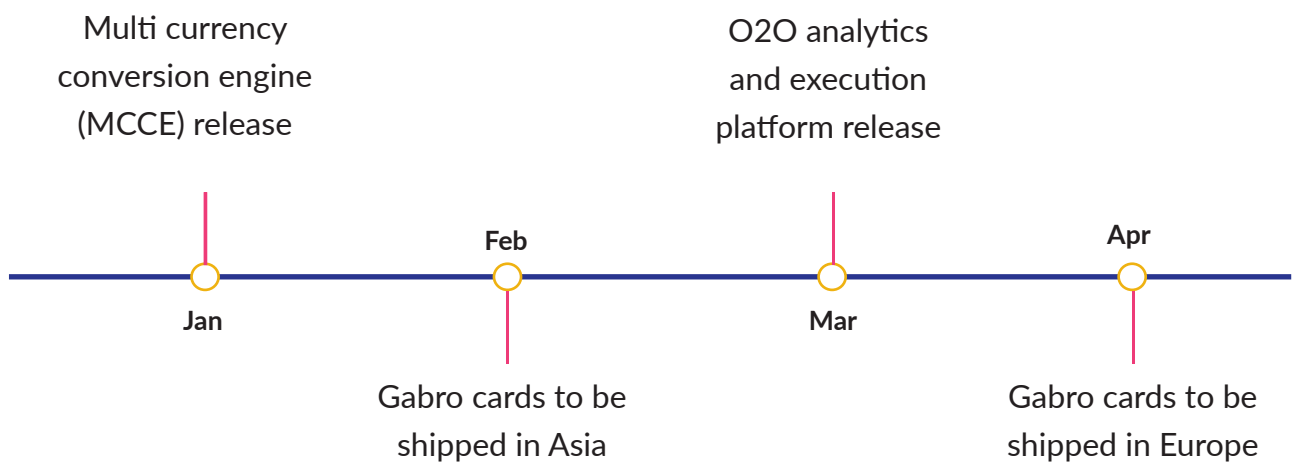 Multi currency
conversion engine
(MCCE) release
O2O analytics
and execution
platform release
Feb
Apr
Jan
Mar
Gabro cards to be
shipped in Asia
Gabro cards to be
shipped in Europe